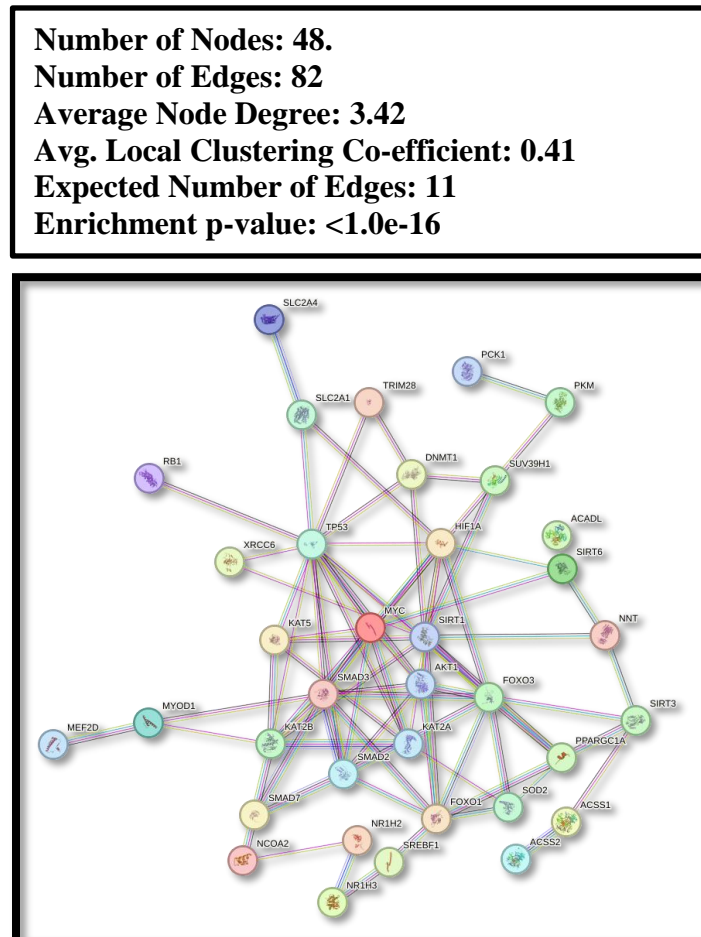 Number of Nodes: 48.
Number of Edges: 82
Average Node Degree: 3.42
Avg. Local Clustering Co-efficient: 0.41
Expected Number of Edges: 11
Enrichment p-value: <1.0e-16
SLC2A4
PCK1
PKM
TRIM28
SLC2A1
DNMT1
SUV39H1
RB1
ACADL
TP53
HIF1A
XRCC6
SIRT6
MYC
NNT
KAT5
SIRT1
SMAD3
AKT1
FOXO3
MYOD1
SIRT3
MEF2D
KAT2B
KAT2A
PPARGC1A
SMAD2
SMAD7
SOD2
FOXO1
ACSS1
NR1H2
NCOA2
SREBF1
ACSS2
NR1H3